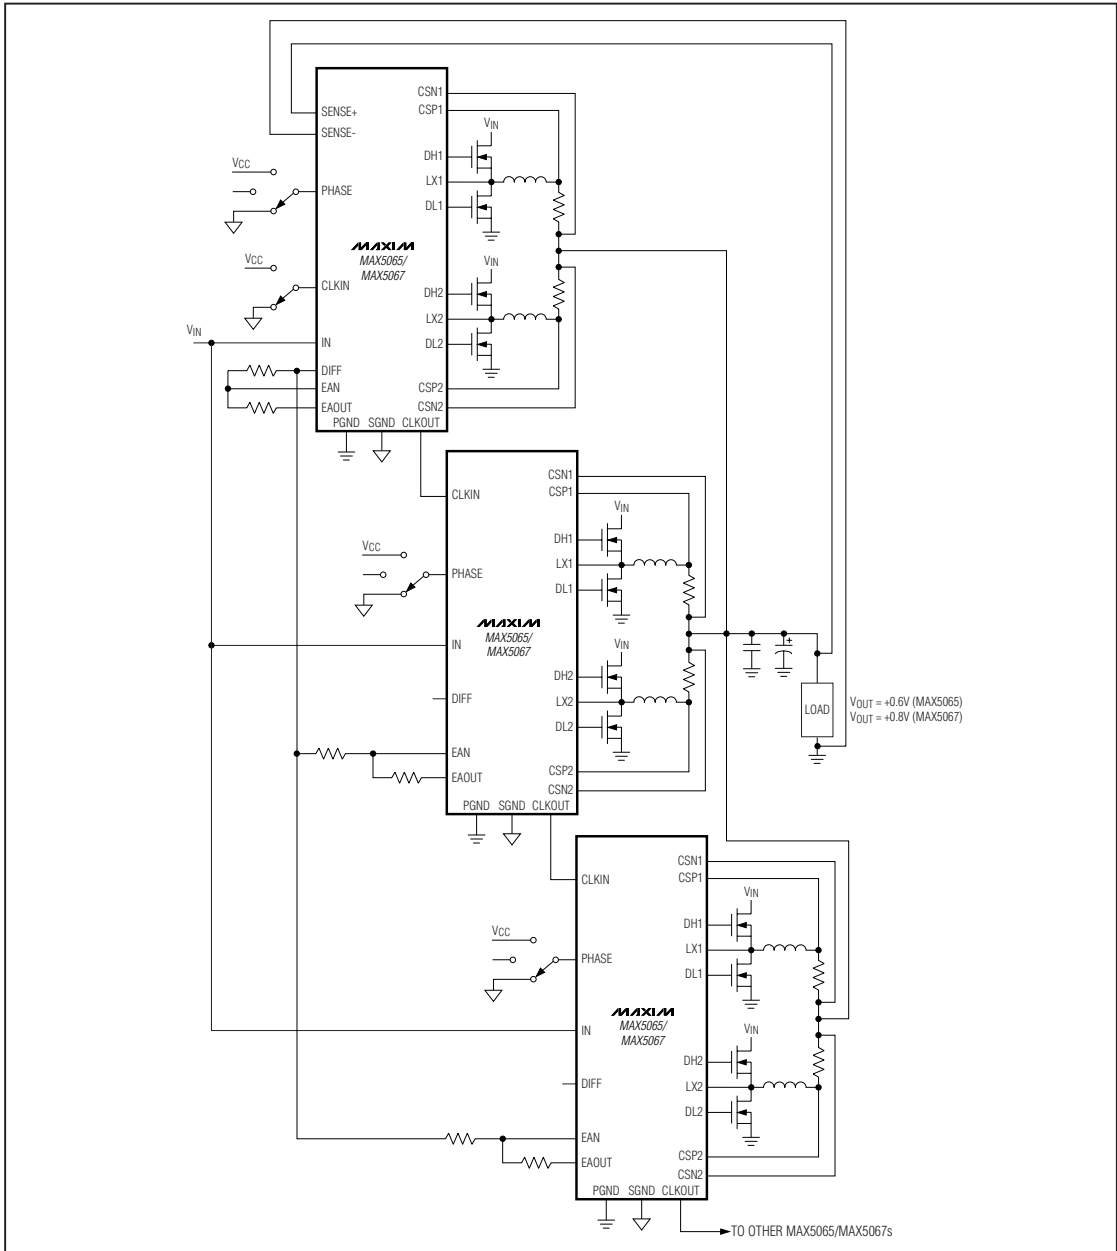 SENSE+
SENSE-
VCC
PHASE
VCC
CLKIN
VIN
IN
DIFF
EAN
EAOUT
PGND SGND CLKOUT
MAXIM
MAX5065/
MAX5067
CSN1
CSP1
VIN
DH1
LX1
DL1
VIN
DH2
LX2
DL2
CSP2
CSN2
CLKIN
VCC
PHASE
IN
DIFF
EAN
EAOUT
PGND SGND CLKOUT
MAXIM
MAX5065/
MAX5067
CSN1
CSP1
VIN
DH1
LX1
DL1
VIN
DH2
LX2
DL2
CSP2
CSN2
+
LOAD
VOUT = +0.6V (MAX5065)
VOUT = +0.8V (MAX5067)
CLKIN
VCC
PHASE
IN
DIFF
EAN
EAOUT
PGND SGND CLKOUT
MAXIM
MAX5065/
MAX5067
CSN1
CSP1
VIN
DH1
LX1
DL1
VIN
DH2
LX2
DL2
CSP2
CSN2
TO OTHER MAX5065/MAX5067s